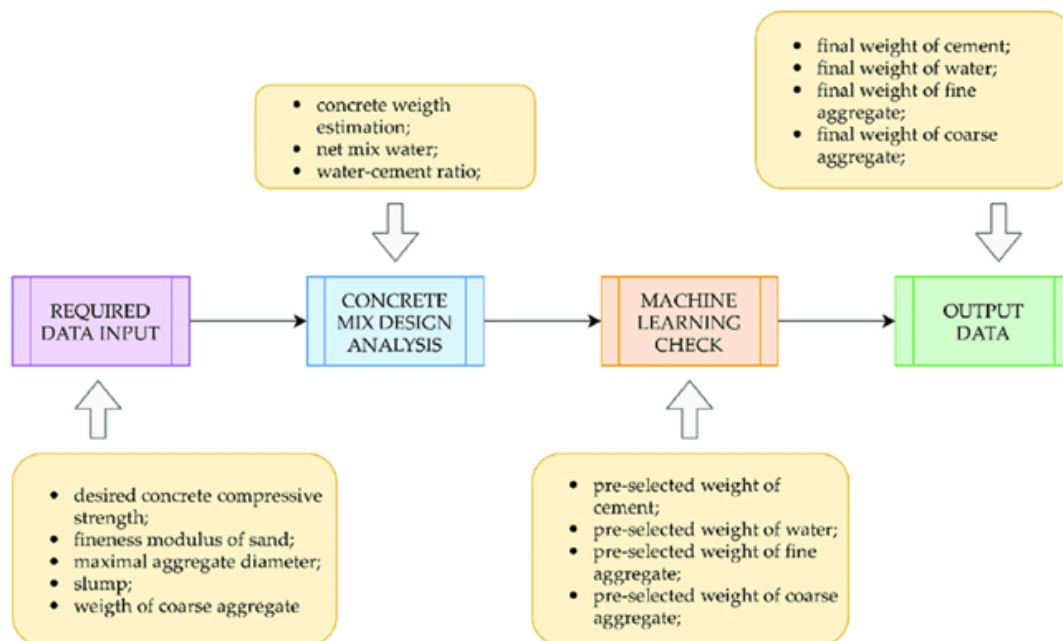 • final weight of cement;
• final weight of water;
• final weight of fine
aggregate;
• final weight of coarse
aggregate;
• concrete weigth
estimation;
• net mix water;
• water-cement ratio;
REQUIRED
DATA INPUT
CONCRETE
MIX DESIGN
ANALYSIS
MACHINE
LEARNING
CHECK
OUTPUT
DATA
• desired concrete compressive
strength;
• fineness modulus of sand;
• maximal aggregate diameter;
• slump;
• weigth of coarse aggregate
• pre-selected weight of
cement;
• pre-selected weight of water;
• pre-selected weight of fine
aggregate;
• pre-selected weight of coarse
aggregate;